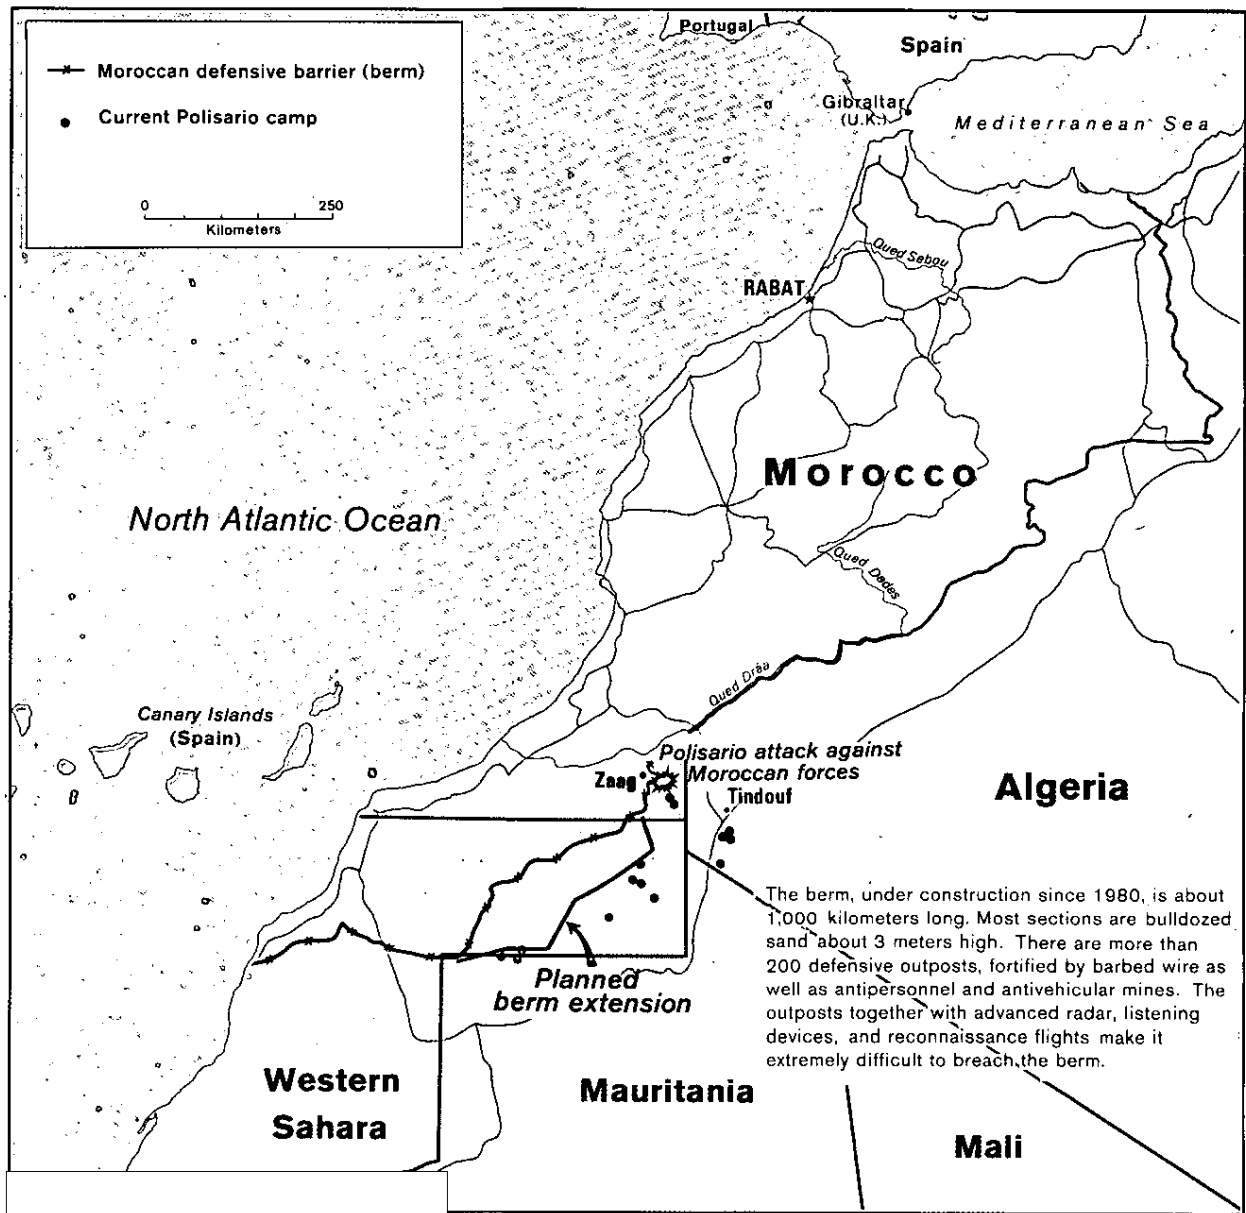 Moroccan defensive barrier (berm)
Current Polisario camp
0 250
Kilometers
Portugal
Spain
Gibraltar
(U.K.)
Mediterranean Sea
Qued Sebou
RABAT
Morocco
North Atlantic Ocean
Qued Dades
Qued Drâa
Canary Islands
(Spain)
Polisario attack against
Moroccan forces
Zaag
Tindouf
Algeria
The berm, under construction since 1980, is about
1,000 kilometers long. Most sections are bulldozed
sand about 3 meters high. There are more than
200 defensive outposts, fortified by barbed wire as
well as antipersonnel and antivehicular mines. The
outposts together with advanced radar, listening
devices, and reconnaissance flights make it
extremely difficult to breach the berm.
Planned
berm extension
Western
Sahara
Mauritania
Mali